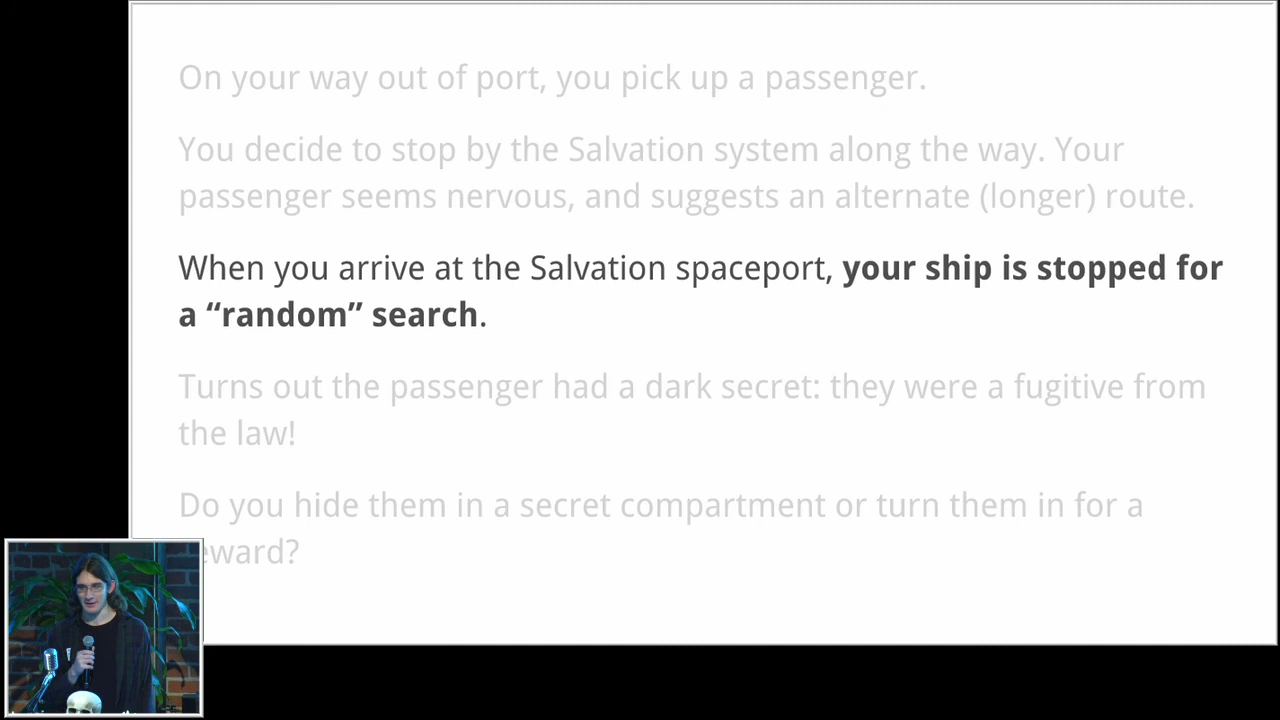 On your way out of port, you pick up a passenger.
You decide to stop by the Salvation system along the way. Your
passenger seems nervous, and suggests an alternate (longer) route.
When you arrive at the Salvation spaceport, your ship is stopped for
a “random” search.
Turns out the passenger had a dark secret: they were a fugitive from
the law!
Do you hide them in a secret compartment or turn them in for a
eward?